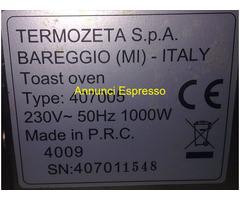 TERMOZETA S.p.A.
BAREGGIO (MI) - ITALY
Toast oven
Annunci Espresso
Type: 407005
230V~ 50Hz 1000W
Made in P.R.C.
4009
SN:407011548
CE